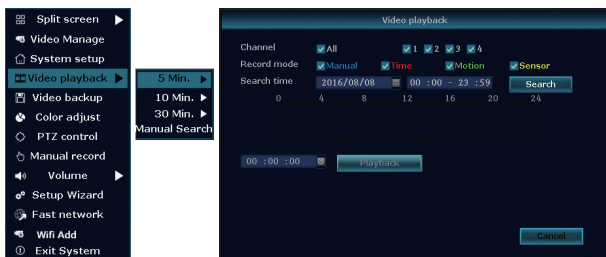 Split screen
Video Manage
System setup
Video playback
Video backup
Color adjust
PTZ control
Manual record
Volume
Setup Wizard
Fast network
Wifi Add
Exit System
5 Min.
10 Min.
30 Min.
Manual Search
Video playback
Channel All 1 2 3 4
Record mode Manual Time Motion Sensor
Search time 2016/08/08 00 :00 - 23 :59 Search
0 4 8 12 16 20 24
00 :00 :00 Playback
Cancel